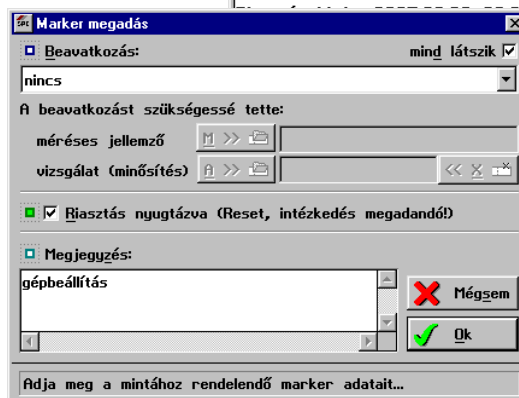 SPC Marker megadás
Beavatkozás: mind látszik
nincs
A beavatkozást szükségessé tette:
méréses jellemző M >>
vizsgálat (minősítés) A >> << X
Riasztás nyugtázva (Reset, intézkedés megadandó!)
Megjegyzés:
gépbeállítás
Mégsem
Ok
Adja meg a mintához rendelendő marker adatait...